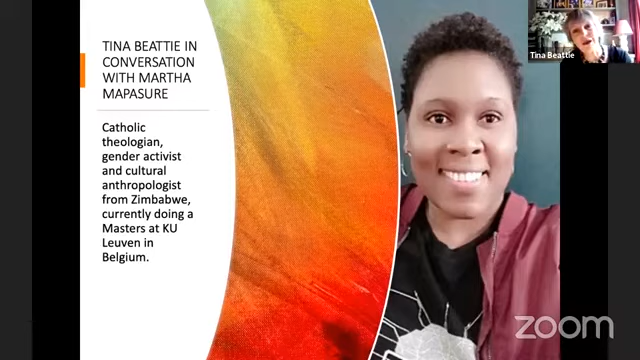 TINA BEATTIE IN
CONVERSATION
WITH MARTHA
MAPASURE
Catholic
theologian,
gender activist
and cultural
anthropologist
from Zimbabwe,
currently doing a
Masters at KU
Leuven in
Belgium.
Tina Beattie
zoom